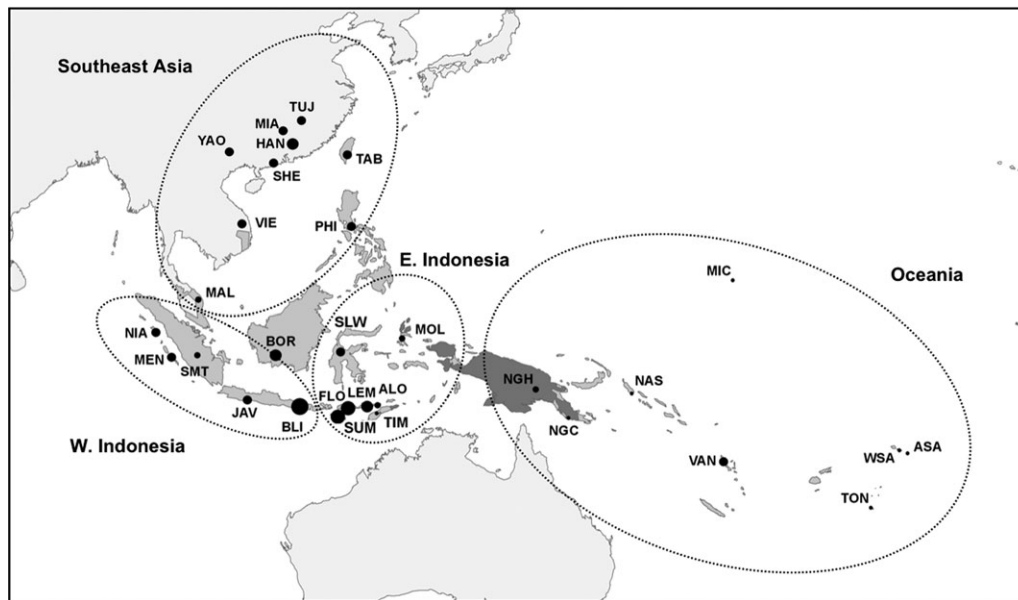 Southeast Asia
TUJ
MIA
HAN
YAO
TAB
SHE
VIE
PHI
E. Indonesia
MIC
Oceania
MAL
NIA
BOR
SLW
MOL
MEN
SMT
NGH
NAS
JAV
FLO LEM ALO
BLI
SUM
TIM
NGC
W. Indonesia
VAN
WSA
ASA
TON